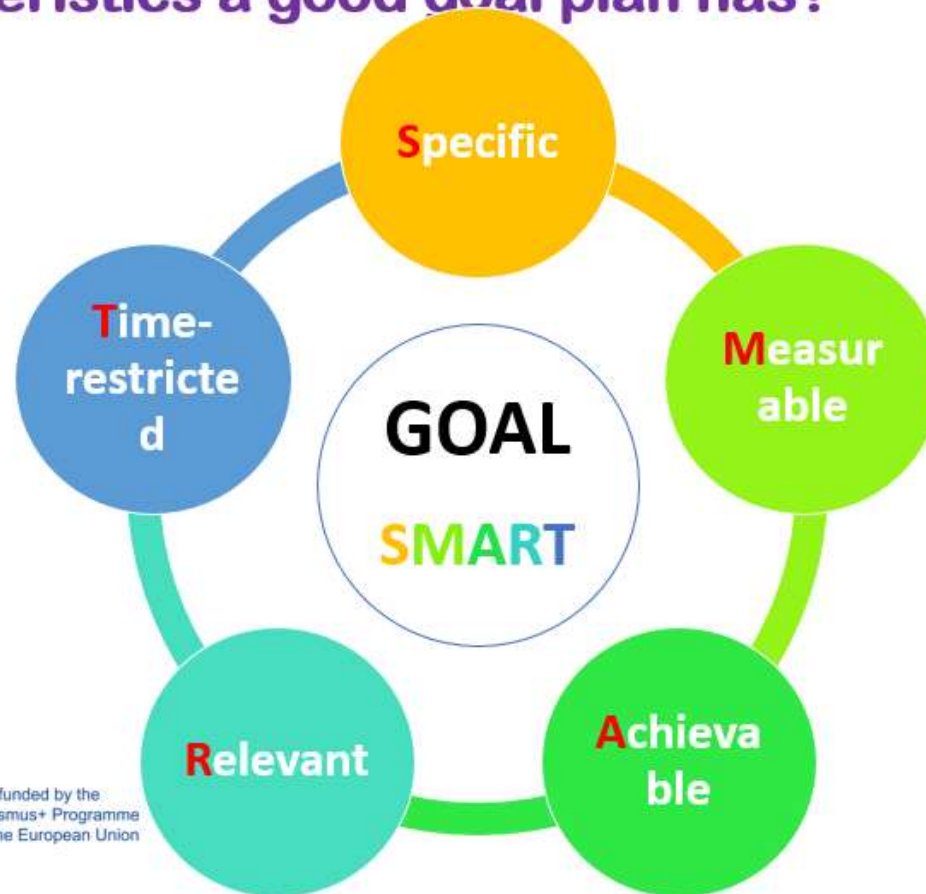 eristics a good goal plan has?
Specific
Time-
restricte
d
Measur
able
GOAL
SMART
Relevant
Achieva
ble
funded by the
smus+ Programme
he European Union